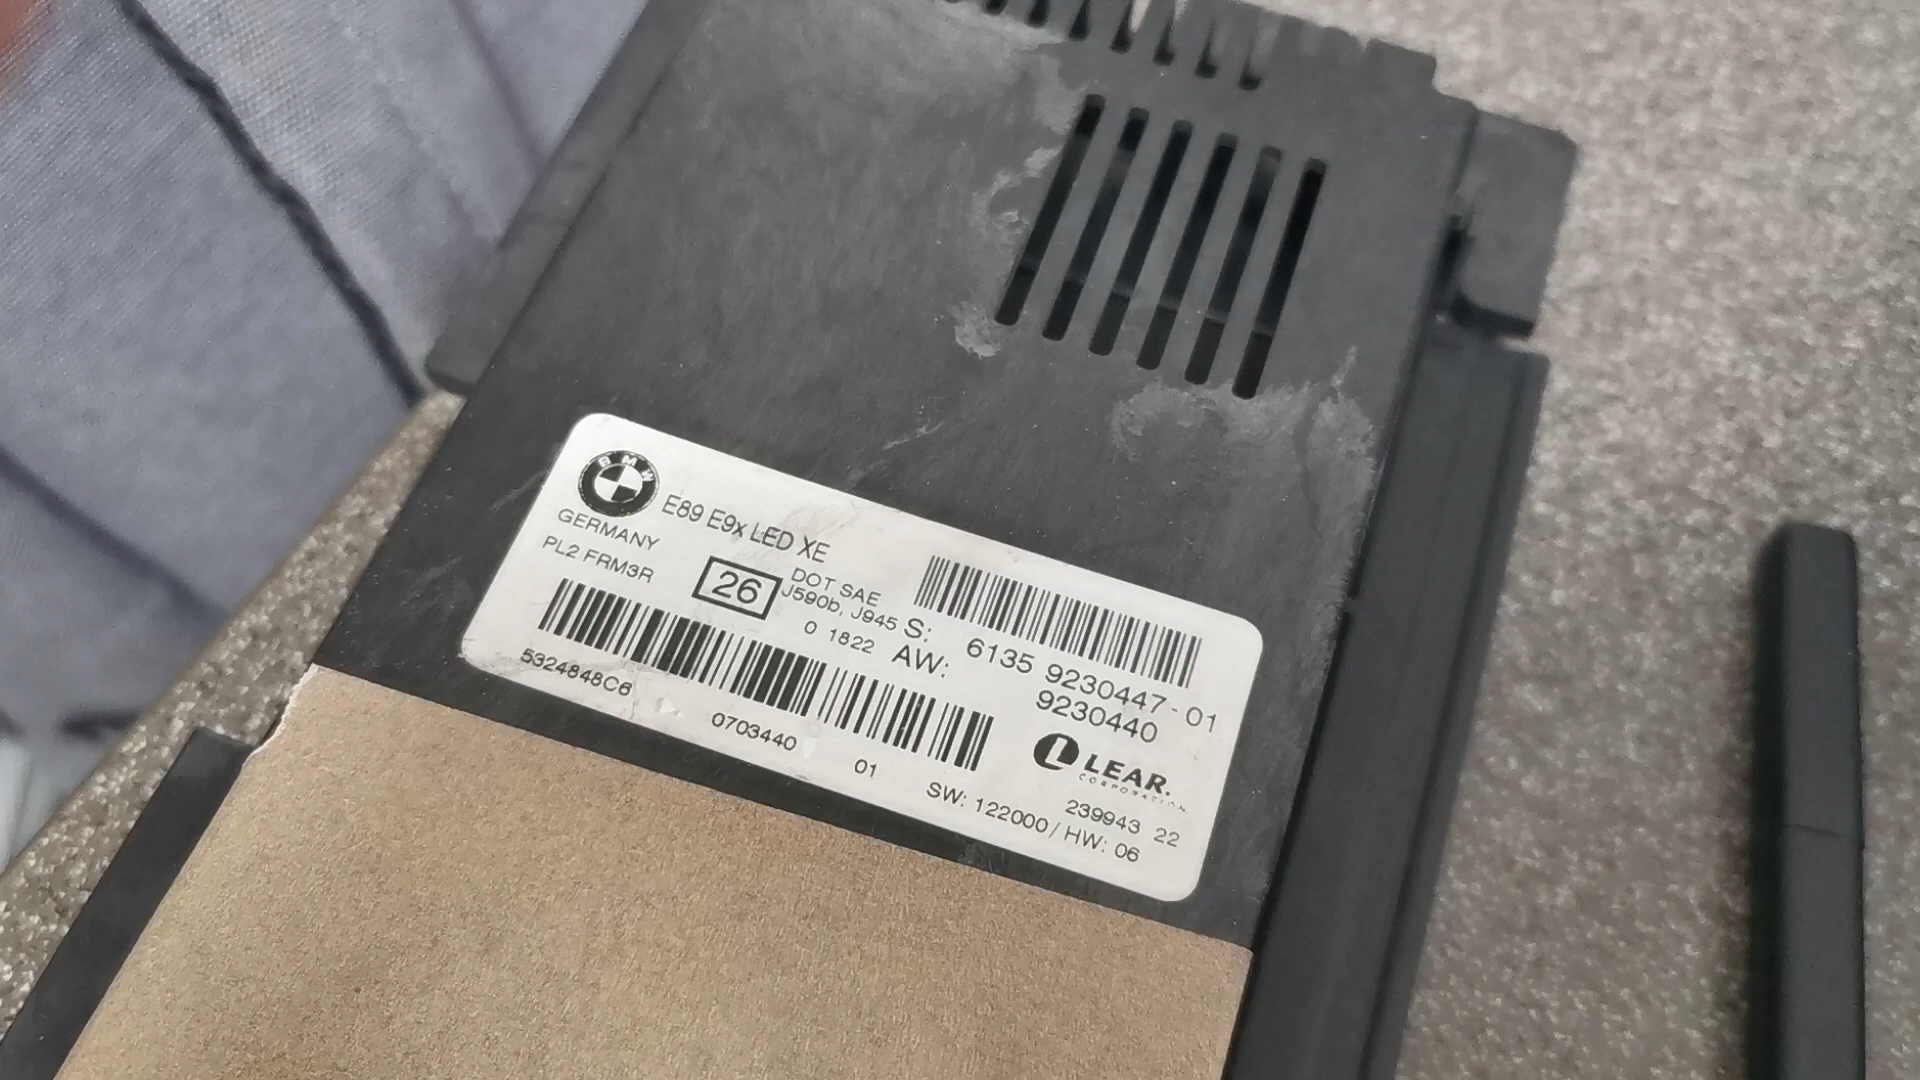 BMW
E89 E9x LED XE
GERMANY
PL2 FRM3R
26
DOT SAE
J590b, J945
0 1822
S: 6135 9230447-01
AW: 9230440
5324848C6
0703440
01
LEAR.
CORPORATION
239943 22
SW: 122000/HW: 06